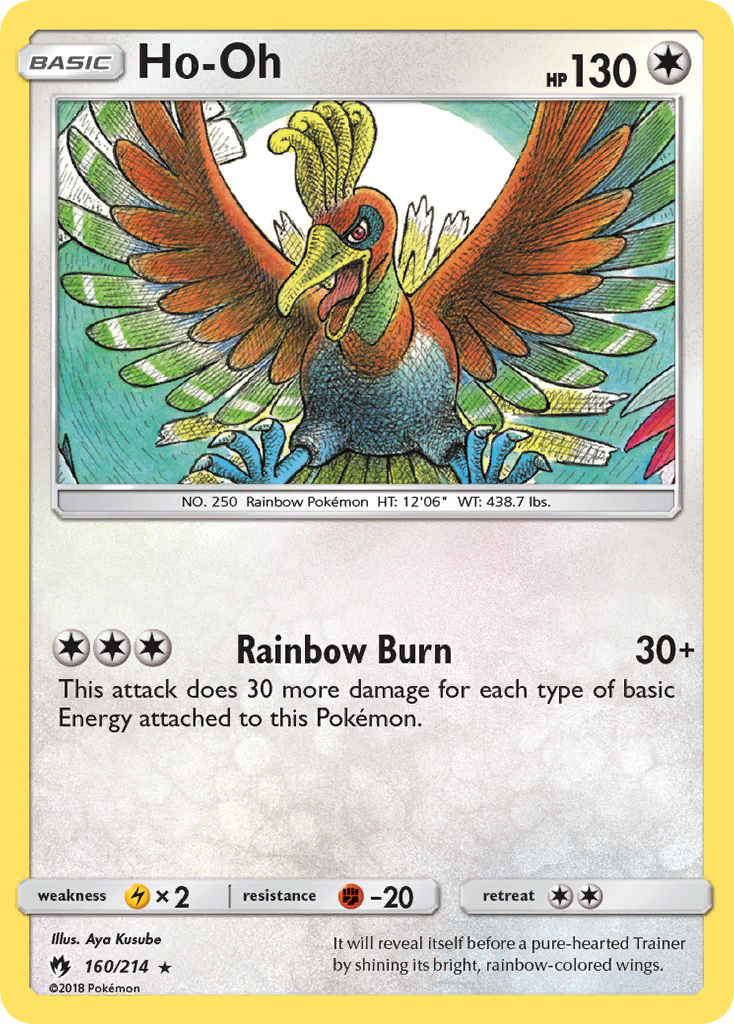 BASIC Ho-Oh HP 130
NO. 250 Rainbow Pokémon HT: 12'06" WT: 438.7 lbs.
Rainbow Burn 30+
This attack does 30 more damage for each type of basic
Energy attached to this Pokémon.
weakness ×2 resistance -20 retreat
Illus. Aya Kusube
160/214 ★
©2018 Pokémon
It will reveal itself before a pure-hearted Trainer
by shining its bright, rainbow-colored wings.